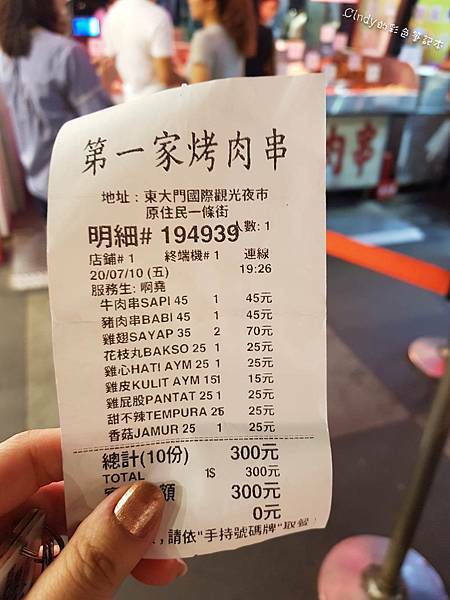 Cindy的彩色筆記本
第一家烤肉串
地址：東大門國際觀光夜市
原住民一條街
明細# 194939 人數: 1
店鋪# 1 終端機# 1 連線
20/07/10 (五) 19:26
服務生: 啊堯
牛肉串SAPI 45 1 45元
豬肉串BABI 45 1 45元
雞翅SAYAP 35 2 70元
花枝丸BAKSO 25 1 25元
雞心HATI AYM 25 1 25元
雞皮KULIT AYM 15 1 15元
雞屁股PANTAT 25 1 25元
甜不辣TEMPURA 25 1 25元
香菇JAMUR 25 1 25元
總計(10份) 300元
TOTAL 1$ 300元
額 300元
0元
，請依"手持號碼牌"取餐
肉串